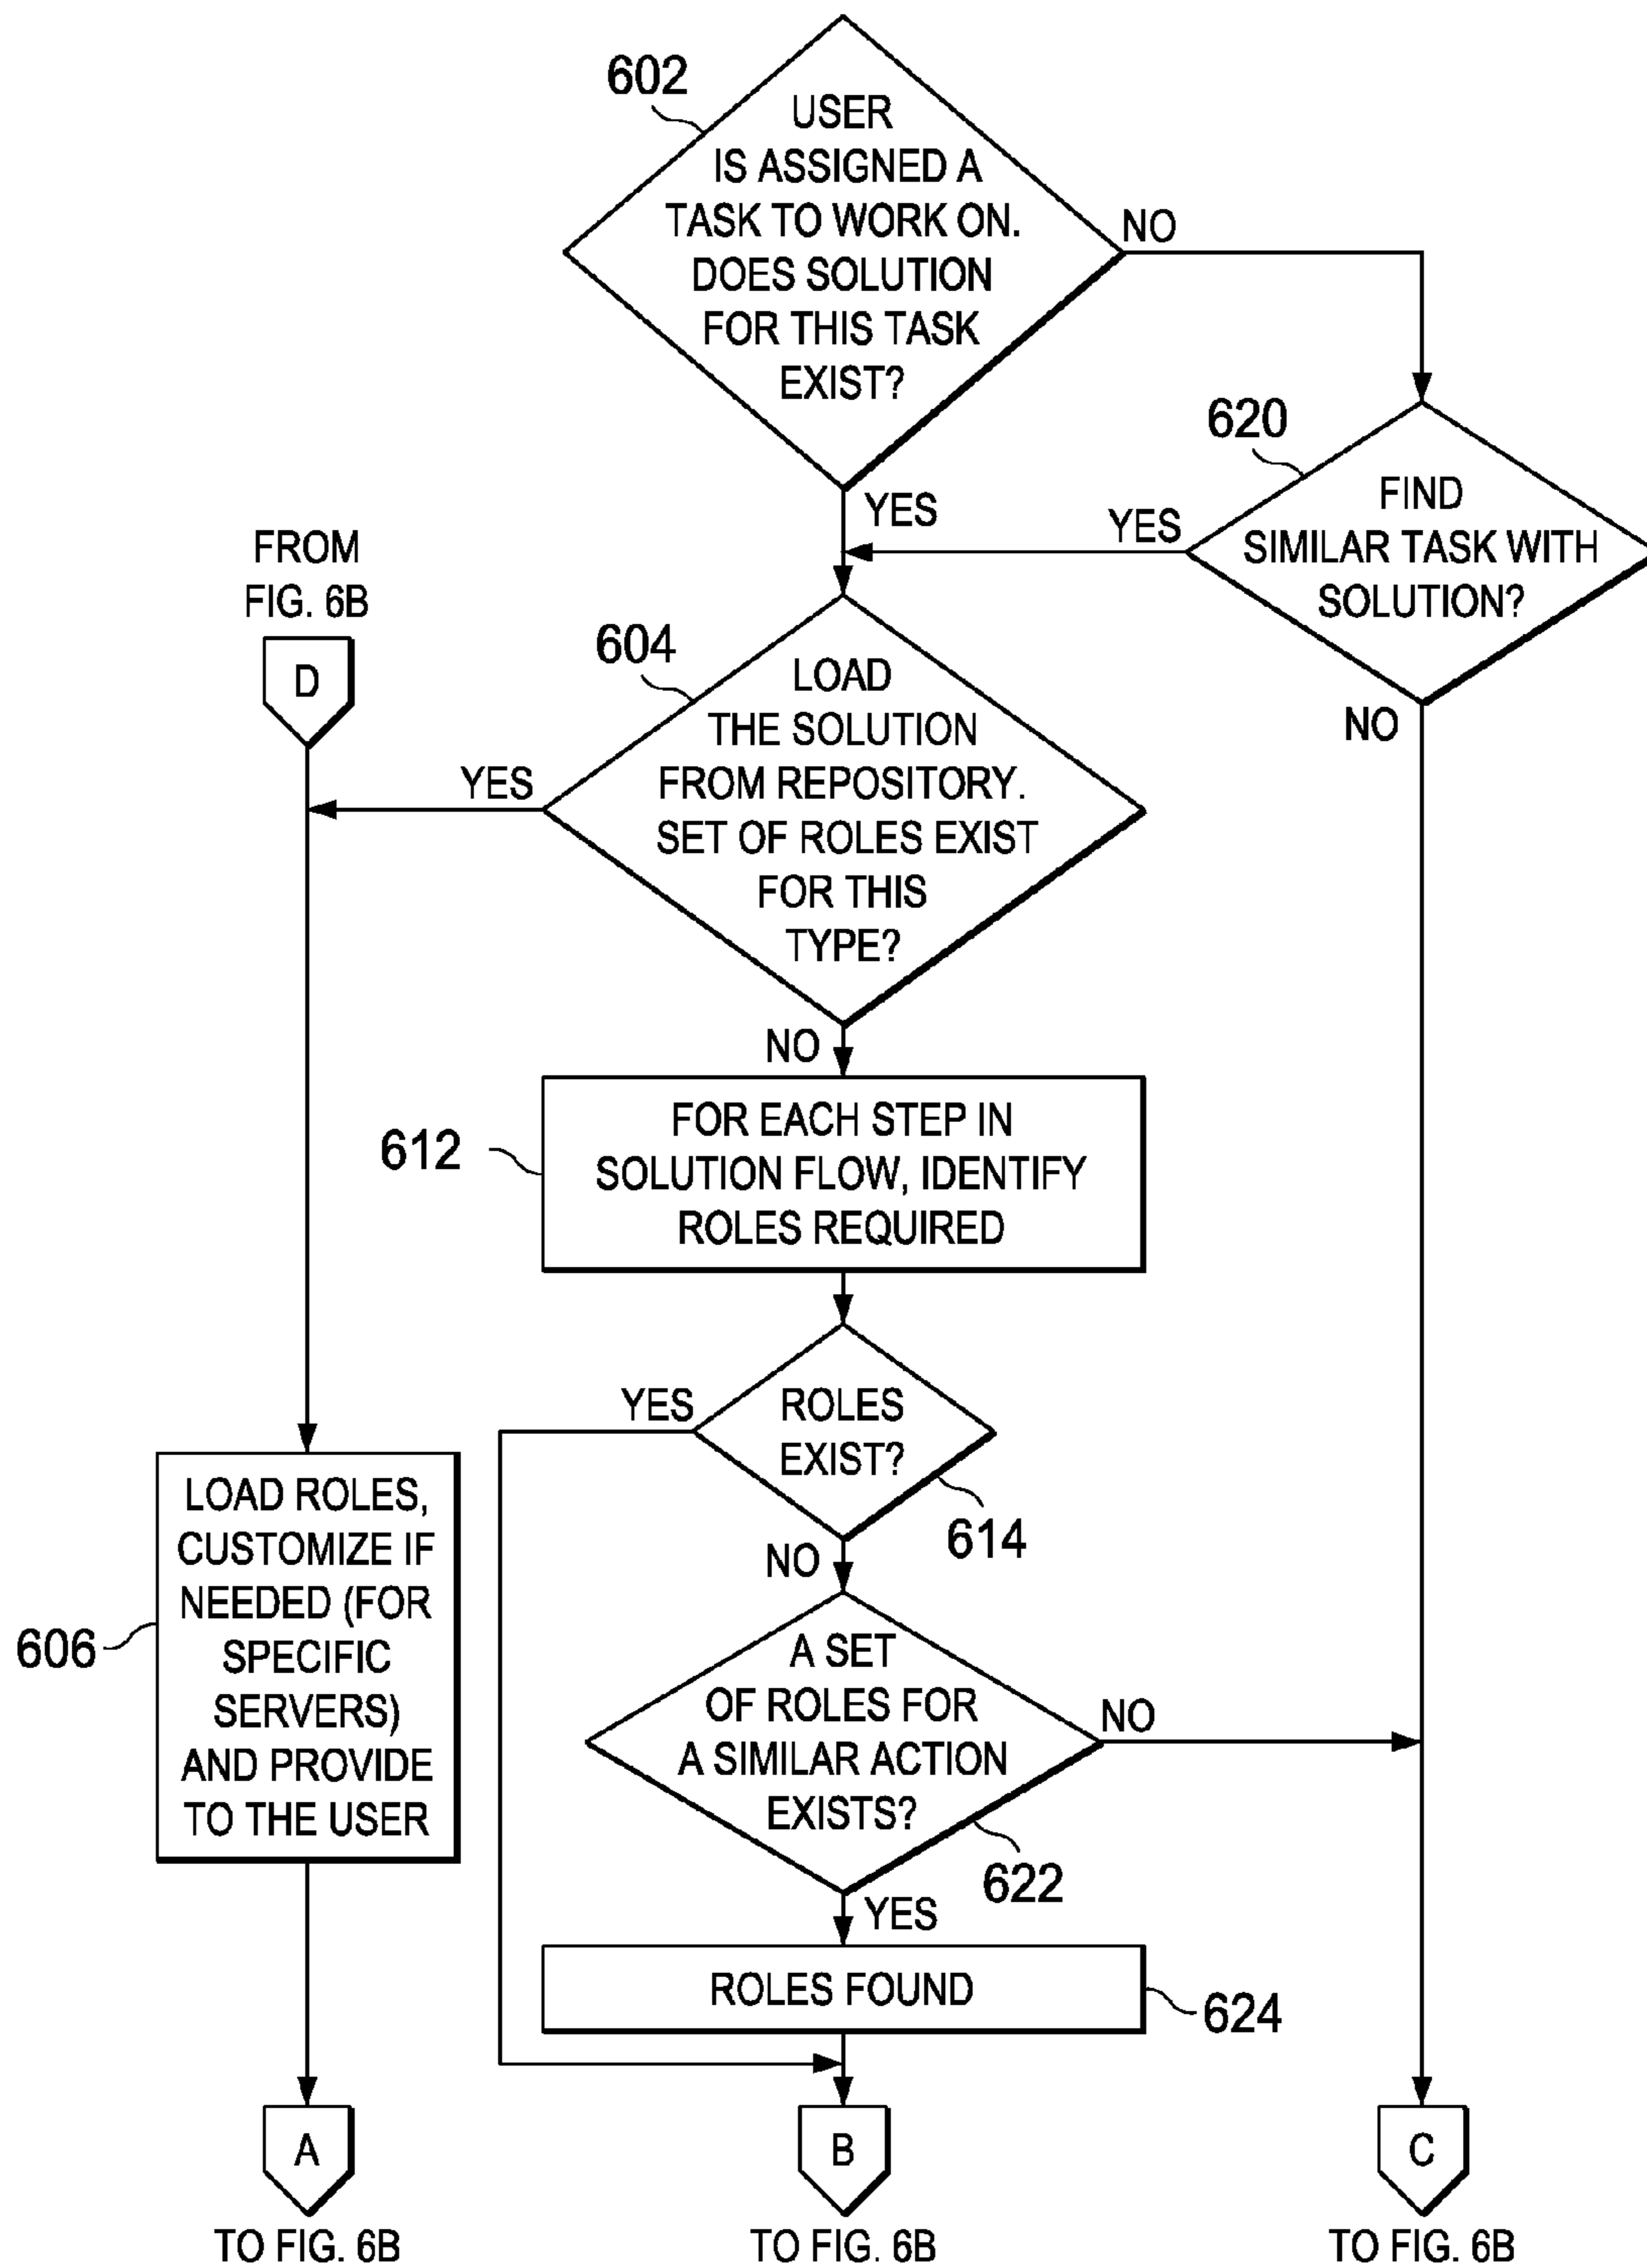 602
USER
IS ASSIGNED A
TASK TO WORK ON.
DOES SOLUTION
FOR THIS TASK
EXIST?
NO
YES
620
FIND
SIMILAR TASK WITH
SOLUTION?
YES
NO
FROM
FIG. 6B
D
604
LOAD
THE SOLUTION
FROM REPOSITORY.
SET OF ROLES EXIST
FOR THIS
TYPE?
YES
NO
612
FOR EACH STEP IN
SOLUTION FLOW, IDENTIFY
ROLES REQUIRED
YES
ROLES
EXIST?
614
NO
606
LOAD ROLES,
CUSTOMIZE IF
NEEDED (FOR
SPECIFIC
SERVERS)
AND PROVIDE
TO THE USER
A SET
OF ROLES FOR
A SIMILAR ACTION
EXISTS?
NO
622
YES
ROLES FOUND
624
A
TO FIG. 6B
B
TO FIG. 6B
C
TO FIG. 6B